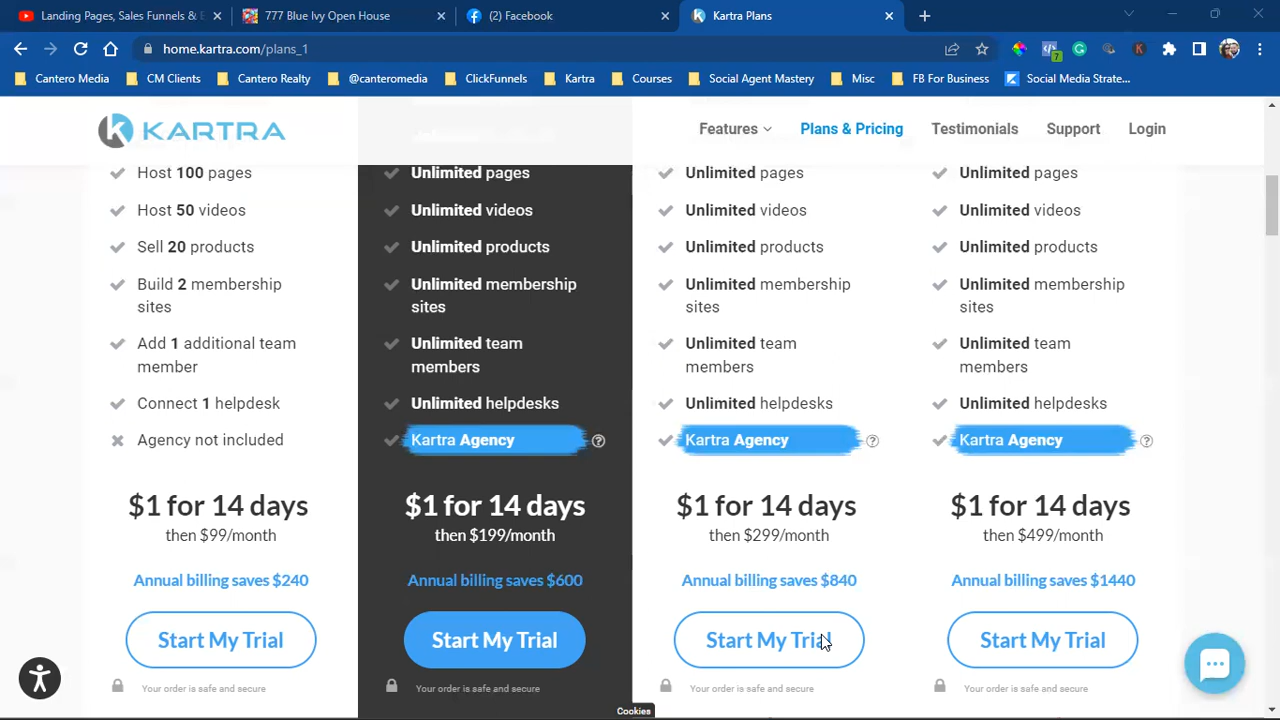 Landing Pages, Sales Funnels & E
777 Blue Ivy Open House
(2) Facebook
Kartra Plans
home.kartra.com/plans_1
7
K
Cantero Media
CM Clients
Cantero Realty
@canteromedia
ClickFunnels
Kartra
Courses
Social Agent Mastery
Misc
FB For Business
Social Media Strate...
KARTRA
Features
Plans & Pricing
Testimonials
Support
Login
Host 100 pages
Host 50 videos
Sell 20 products
Build 2 membership
sites
Add 1 additional team
member
Connect 1 helpdesk
Agency not included
$1 for 14 days
then $99/month
Annual billing saves $240
Start My Trial
Your order is safe and secure
Unlimited pages
Unlimited videos
Unlimited products
Unlimited membership
sites
Unlimited team
members
Unlimited helpdesks
Kartra Agency ?
$1 for 14 days
then $199/month
Annual billing saves $600
Start My Trial
Your order is safe and secure
Unlimited pages
Unlimited videos
Unlimited products
Unlimited membership
sites
Unlimited team
members
Unlimited helpdesks
Kartra Agency ?
$1 for 14 days
then $299/month
Annual billing saves $840
Start My Trial
Your order is safe and secure
Unlimited pages
Unlimited videos
Unlimited products
Unlimited membership
sites
Unlimited team
members
Unlimited helpdesks
Kartra Agency ?
$1 for 14 days
then $499/month
Annual billing saves $1440
Start My Trial
Your order is safe and secure
Cookies